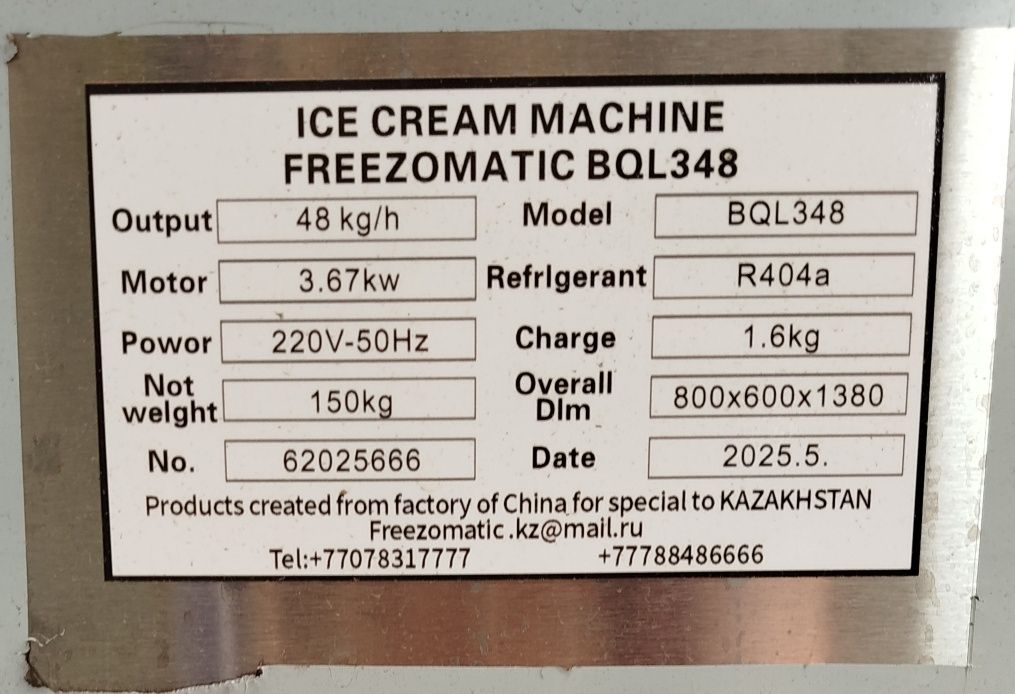 ICE CREAM MACHINE
FREEZOMATIC BQL348
Output 48 kg/h Model BQL348
Motor 3.67kw RefrIgerant R404a
Powor 220V-50Hz Charge 1.6kg
Not welght 150kg Overall DIm 800x600x1380
No. 62025666 Date 2025.5.
Products created from factory of China for special to KAZAKHSTAN
Freezomatic.kz@mail.ru
Tel:+77078317777 +77788486666